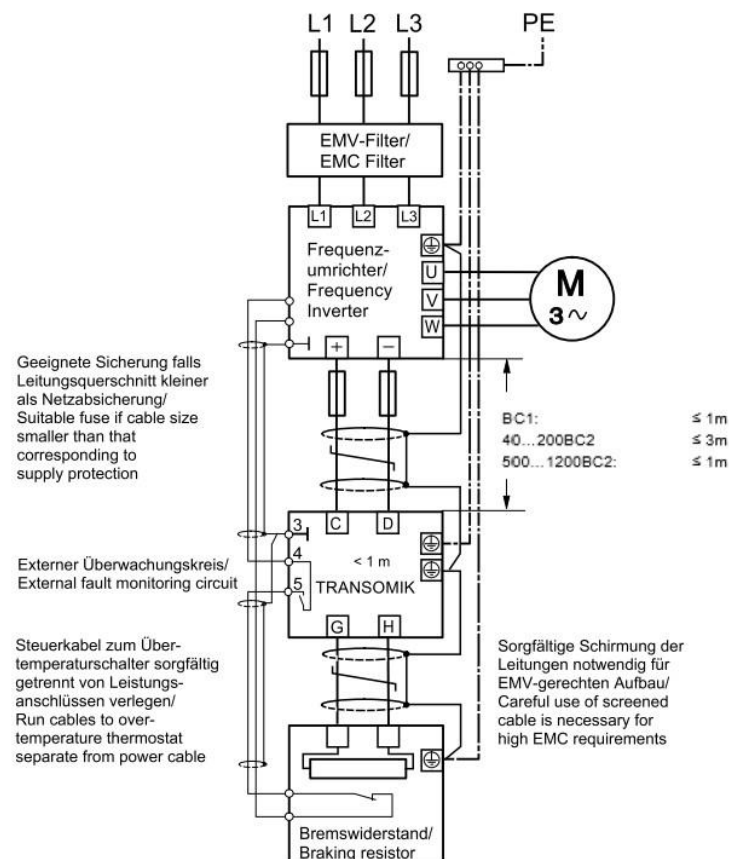 L1 L2 L3 PE
EMV-Filter/
EMC Filter
L1 L2 L3
Frequenz-
umrichter/
Frequency
Inverter
U
V
W
M
3~
+ −
Geeignete Sicherung falls
Leitungsquerschnitt kleiner
als Netzabsicherung/
Suitable fuse if cable size
smaller than that
corresponding to
supply protection
BC1: ≤ 1m
40...200BC2 ≤ 3m
500...1200BC2: ≤ 1m
C D
3
4
5
< 1 m
TRANSOMIK
Externer Überwachungskreis/
External fault monitoring circuit
G H
Steuerkabel zum Über-
temperaturschalter sorgfältig
getrennt von Leistungs-
anschlüssen verlegen/
Run cables to over-
temperature thermostat
separate from power cable
Sorgfältige Schirmung der
Leitungen notwendig für
EMV-gerechten Aufbau/
Careful use of screened
cable is necessary for
high EMC requirements
Bremswiderstand/
Braking resistor